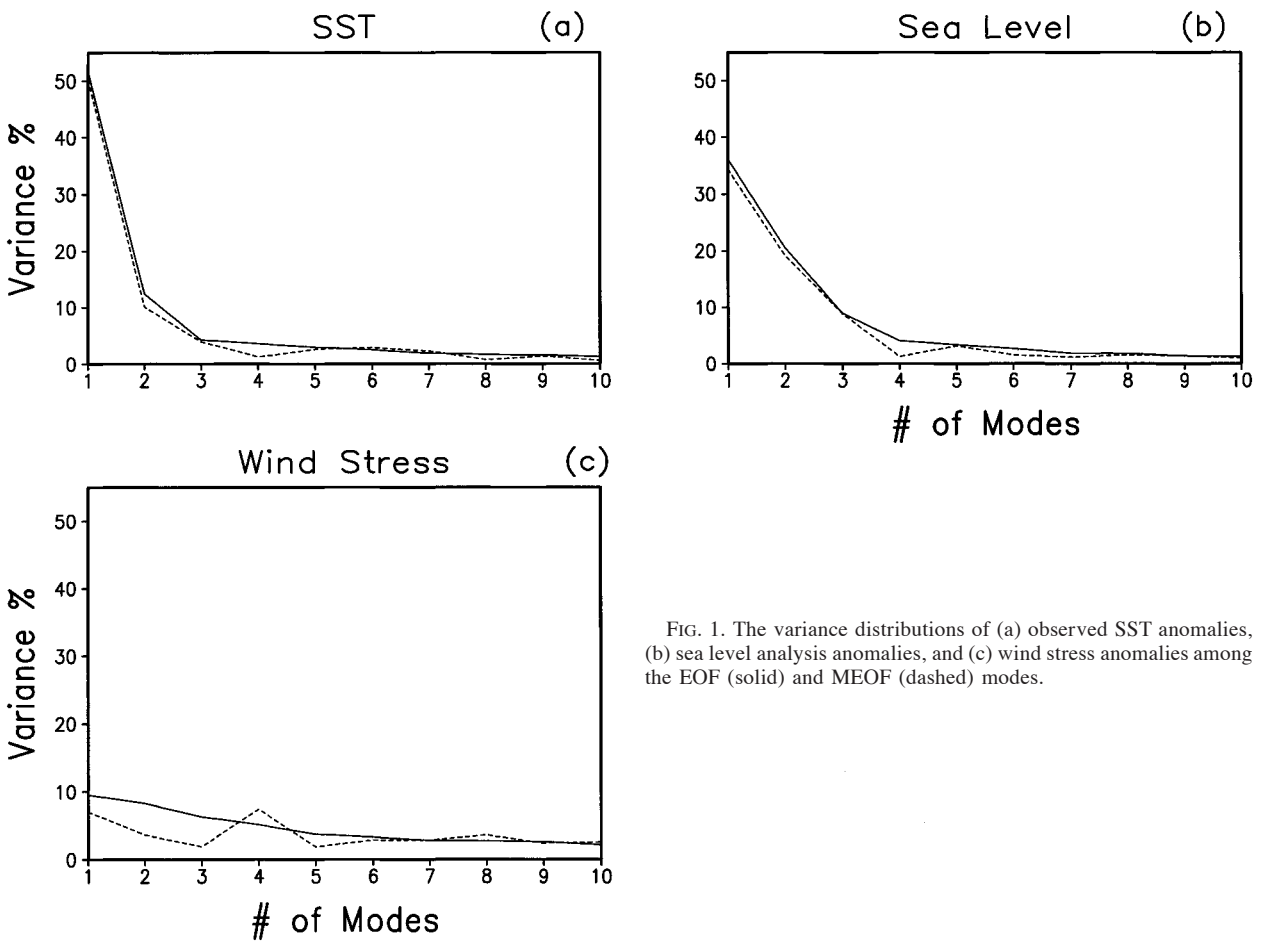 SST (a)
Variance %
50
40
30
20
10
0
1 2 3 4 5 6 7 8 9 10
Sea Level (b)
50
40
30
20
10
0
1 2 3 4 5 6 7 8 9 10
# of Modes
Wind Stress (c)
Variance %
50
40
30
20
10
0
1 2 3 4 5 6 7 8 9 10
# of Modes
FIG. 1. The variance distributions of (a) observed SST anomalies,
(b) sea level analysis anomalies, and (c) wind stress anomalies among
the EOF (solid) and MEOF (dashed) modes.